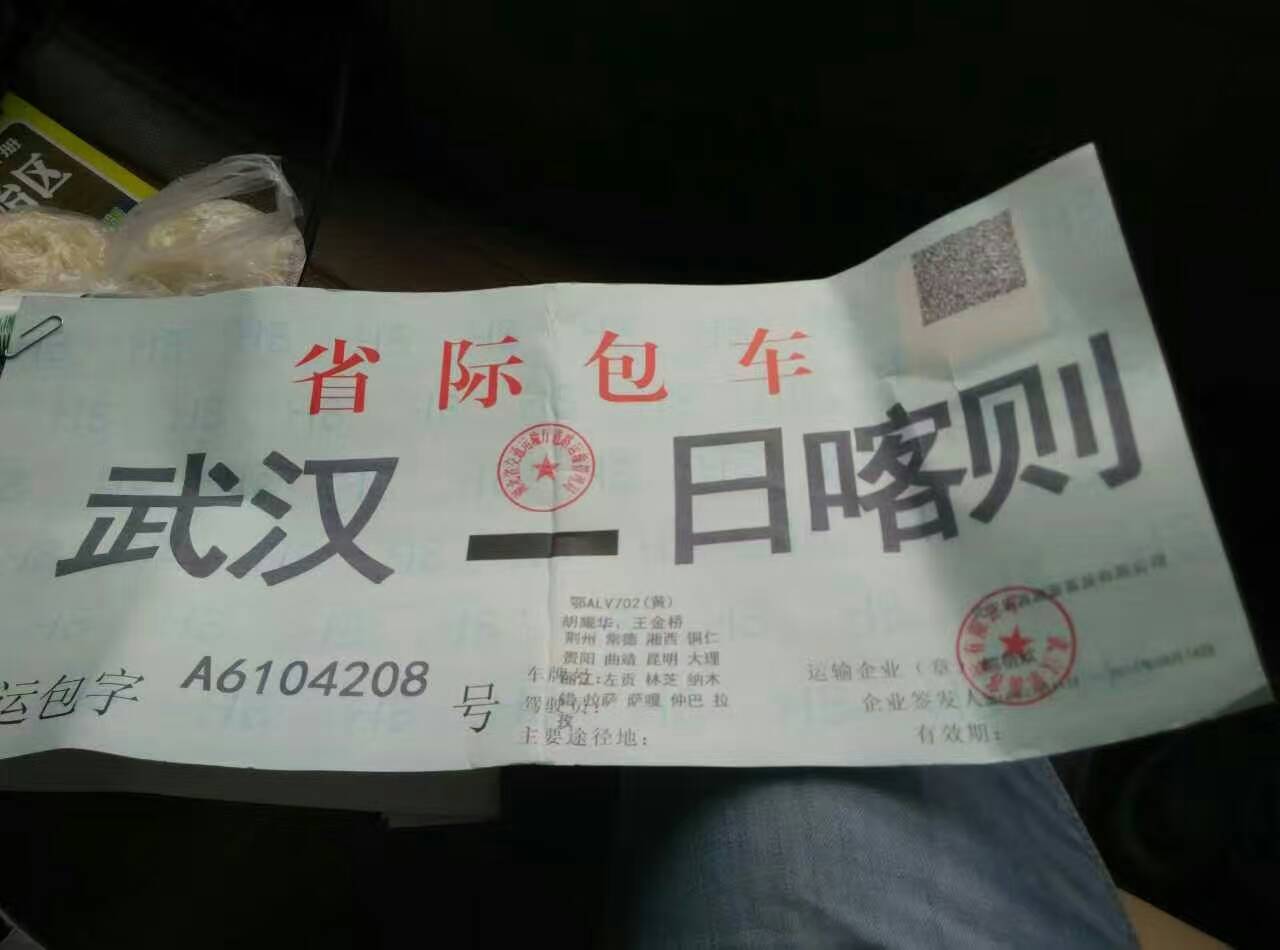 省际包车
武汉 — 日喀则
鄂ALV702(黄)
胡耀华, 王金桥
荆州 常德 湘西 铜仁
贵阳 曲靖 昆明 大理
丽江 左贡 林芝 纳木
错 拉萨 萨嘎 仲巴 拉
孜
运包字 A6104208 号
车牌号:
驾驶员:
主要途径地:
运输企业(章)
企业签发人
有效期:
区
册